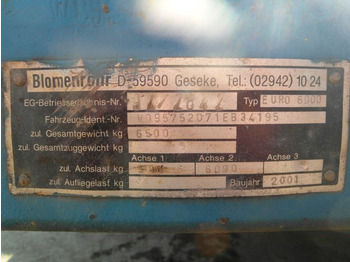 Blomenröhr D-59590 Geseke, Tel.: (02942) 10 24
EG-Betriebserlaubnis-Nr. Typ EURO 6000
Fahrzeug-Ident.-Nr. W095752071EB34195
zul. Gesamtgewicht kg 6500
zul. Gesamtzuggewicht kg
Achse 1 Achse 2 Achse 3
zul. Achslast kg 6000
zul. Aufliegelast kg Baujahr 2001